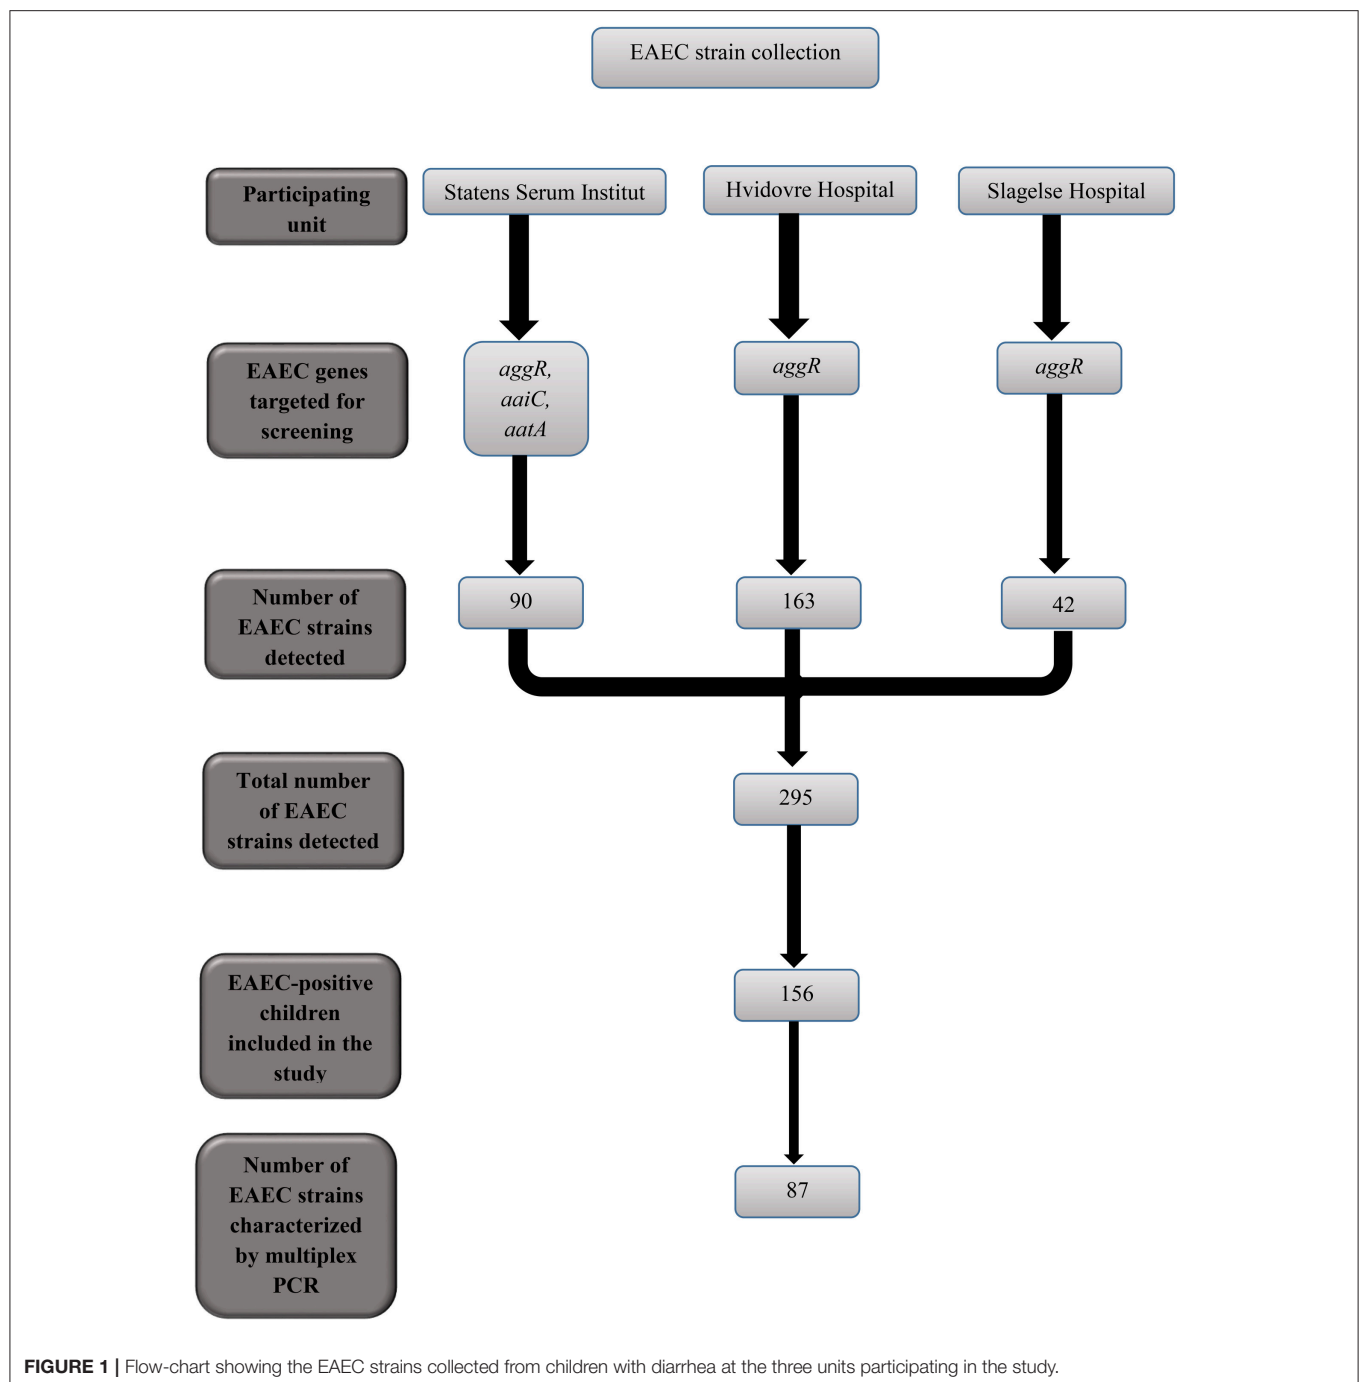 EAEC strain collection
Participating
unit
Statens Serum Institut
Hvidovre Hospital
Slagelse Hospital
EAEC genes
targeted for
screening
aggR,
aaiC,
aatA
aggR
aggR
Number of
EAEC strains
detected
90
163
42
Total number
of EAEC
strains detected
295
EAEC-positive
children
included in the
study
156
Number of
EAEC strains
characterized
by multiplex
PCR
87
FIGURE 1 | Flow-chart showing the EAEC strains collected from children with diarrhea at the three units participating in the study.